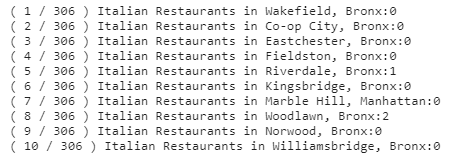 ( 1 / 306 ) Italian Restaurants in Wakefield, Bronx:0
( 2 / 306 ) Italian Restaurants in Co-op City, Bronx:0
( 3 / 306 ) Italian Restaurants in Eastchester, Bronx:0
( 4 / 306 ) Italian Restaurants in Fieldston, Bronx:0
( 5 / 306 ) Italian Restaurants in Riverdale, Bronx:1
( 6 / 306 ) Italian Restaurants in Kingsbridge, Bronx:0
( 7 / 306 ) Italian Restaurants in Marble Hill, Manhattan:0
( 8 / 306 ) Italian Restaurants in Woodlawn, Bronx:2
( 9 / 306 ) Italian Restaurants in Norwood, Bronx:0
( 10 / 306 ) Italian Restaurants in Williamsbridge, Bronx:0